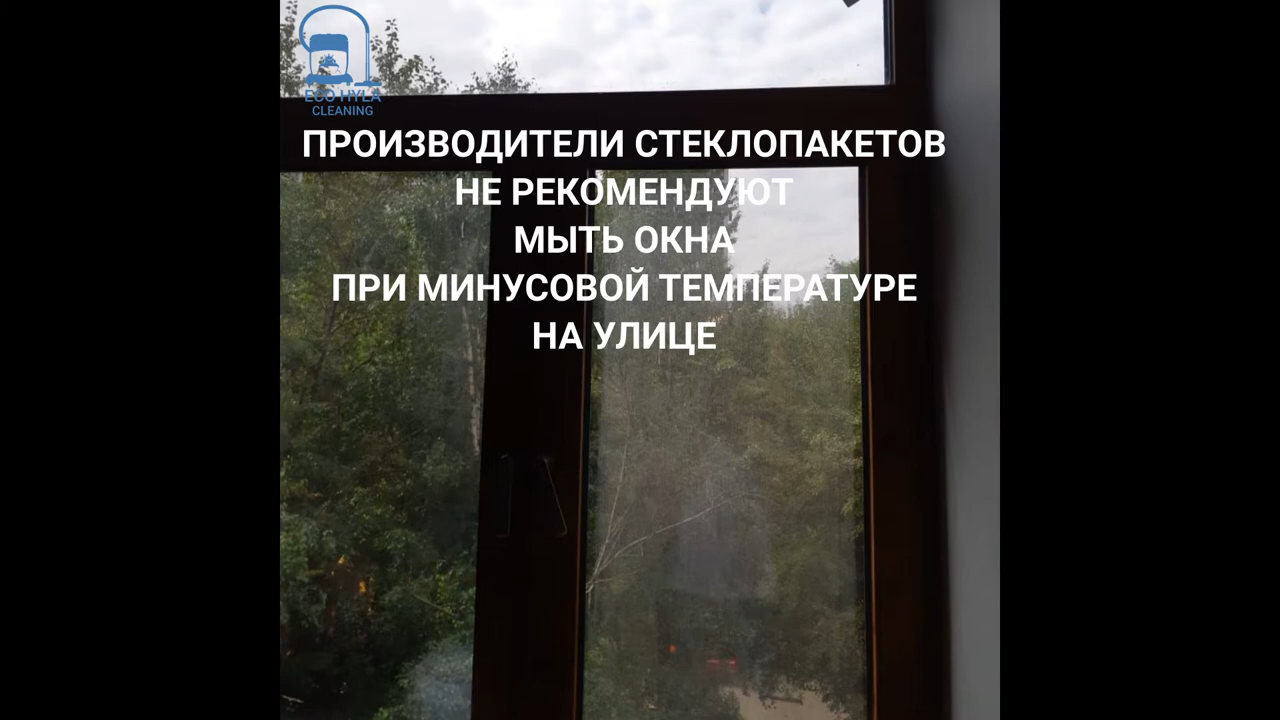 ECO HYLA
CLEANING
ПРОИЗВОДИТЕЛИ СТЕКЛОПАКЕТОВ
НЕ РЕКОМЕНДУЮТ
МЫТЬ ОКНА
ПРИ МИНУСОВОЙ ТЕМПЕРАТУРЕ
НА УЛИЦЕ